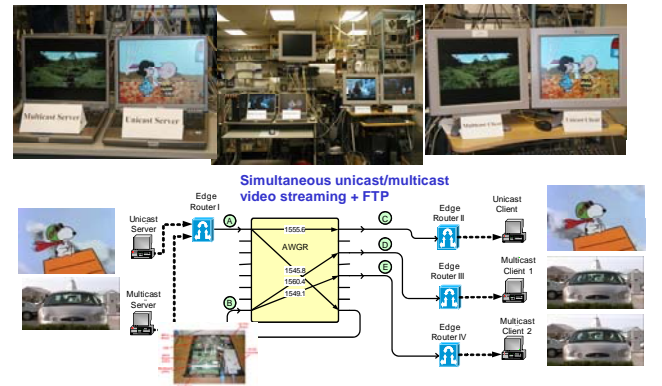 Multicast Server
Unicast Server
Multicast Client
Unicast Client
Simultaneous unicast/multicast
video streaming + FTP
Edge
Router I
Unicast
Server
Multicast
Server
A
B
1555.6
AWGR
1545.8
1560.4
1549.1
C
D
E
Edge
Router II
Edge
Router III
Edge
Router IV
Unicast
Client
Multicast
Client 1
Multicast
Client 2